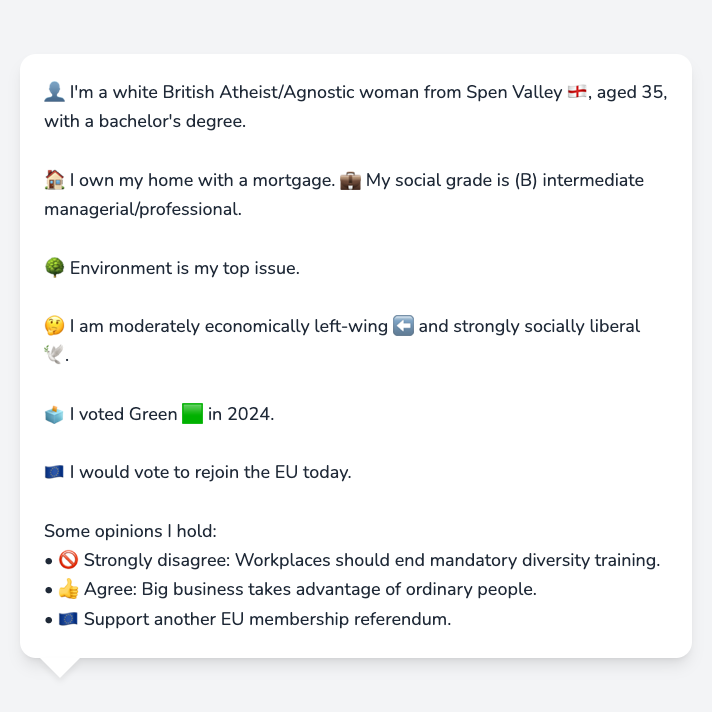 👤 I'm a white British Atheist/Agnostic woman from Spen Valley 🏴󠁧󠁢󠁥󠁮󠁧󠁿, aged 35,
with a bachelor's degree.
🏠 I own my home with a mortgage. 💼 My social grade is (B) intermediate
managerial/professional.
🌳 Environment is my top issue.
🤔 I am moderately economically left-wing ⬅️ and strongly socially liberal
🕊️.
🗳️ I voted Green 🟩 in 2024.
🇪🇺 I would vote to rejoin the EU today.
Some opinions I hold:
• 🚫 Strongly disagree: Workplaces should end mandatory diversity training.
• 👍 Agree: Big business takes advantage of ordinary people.
• 🇪🇺 Support another EU membership referendum.